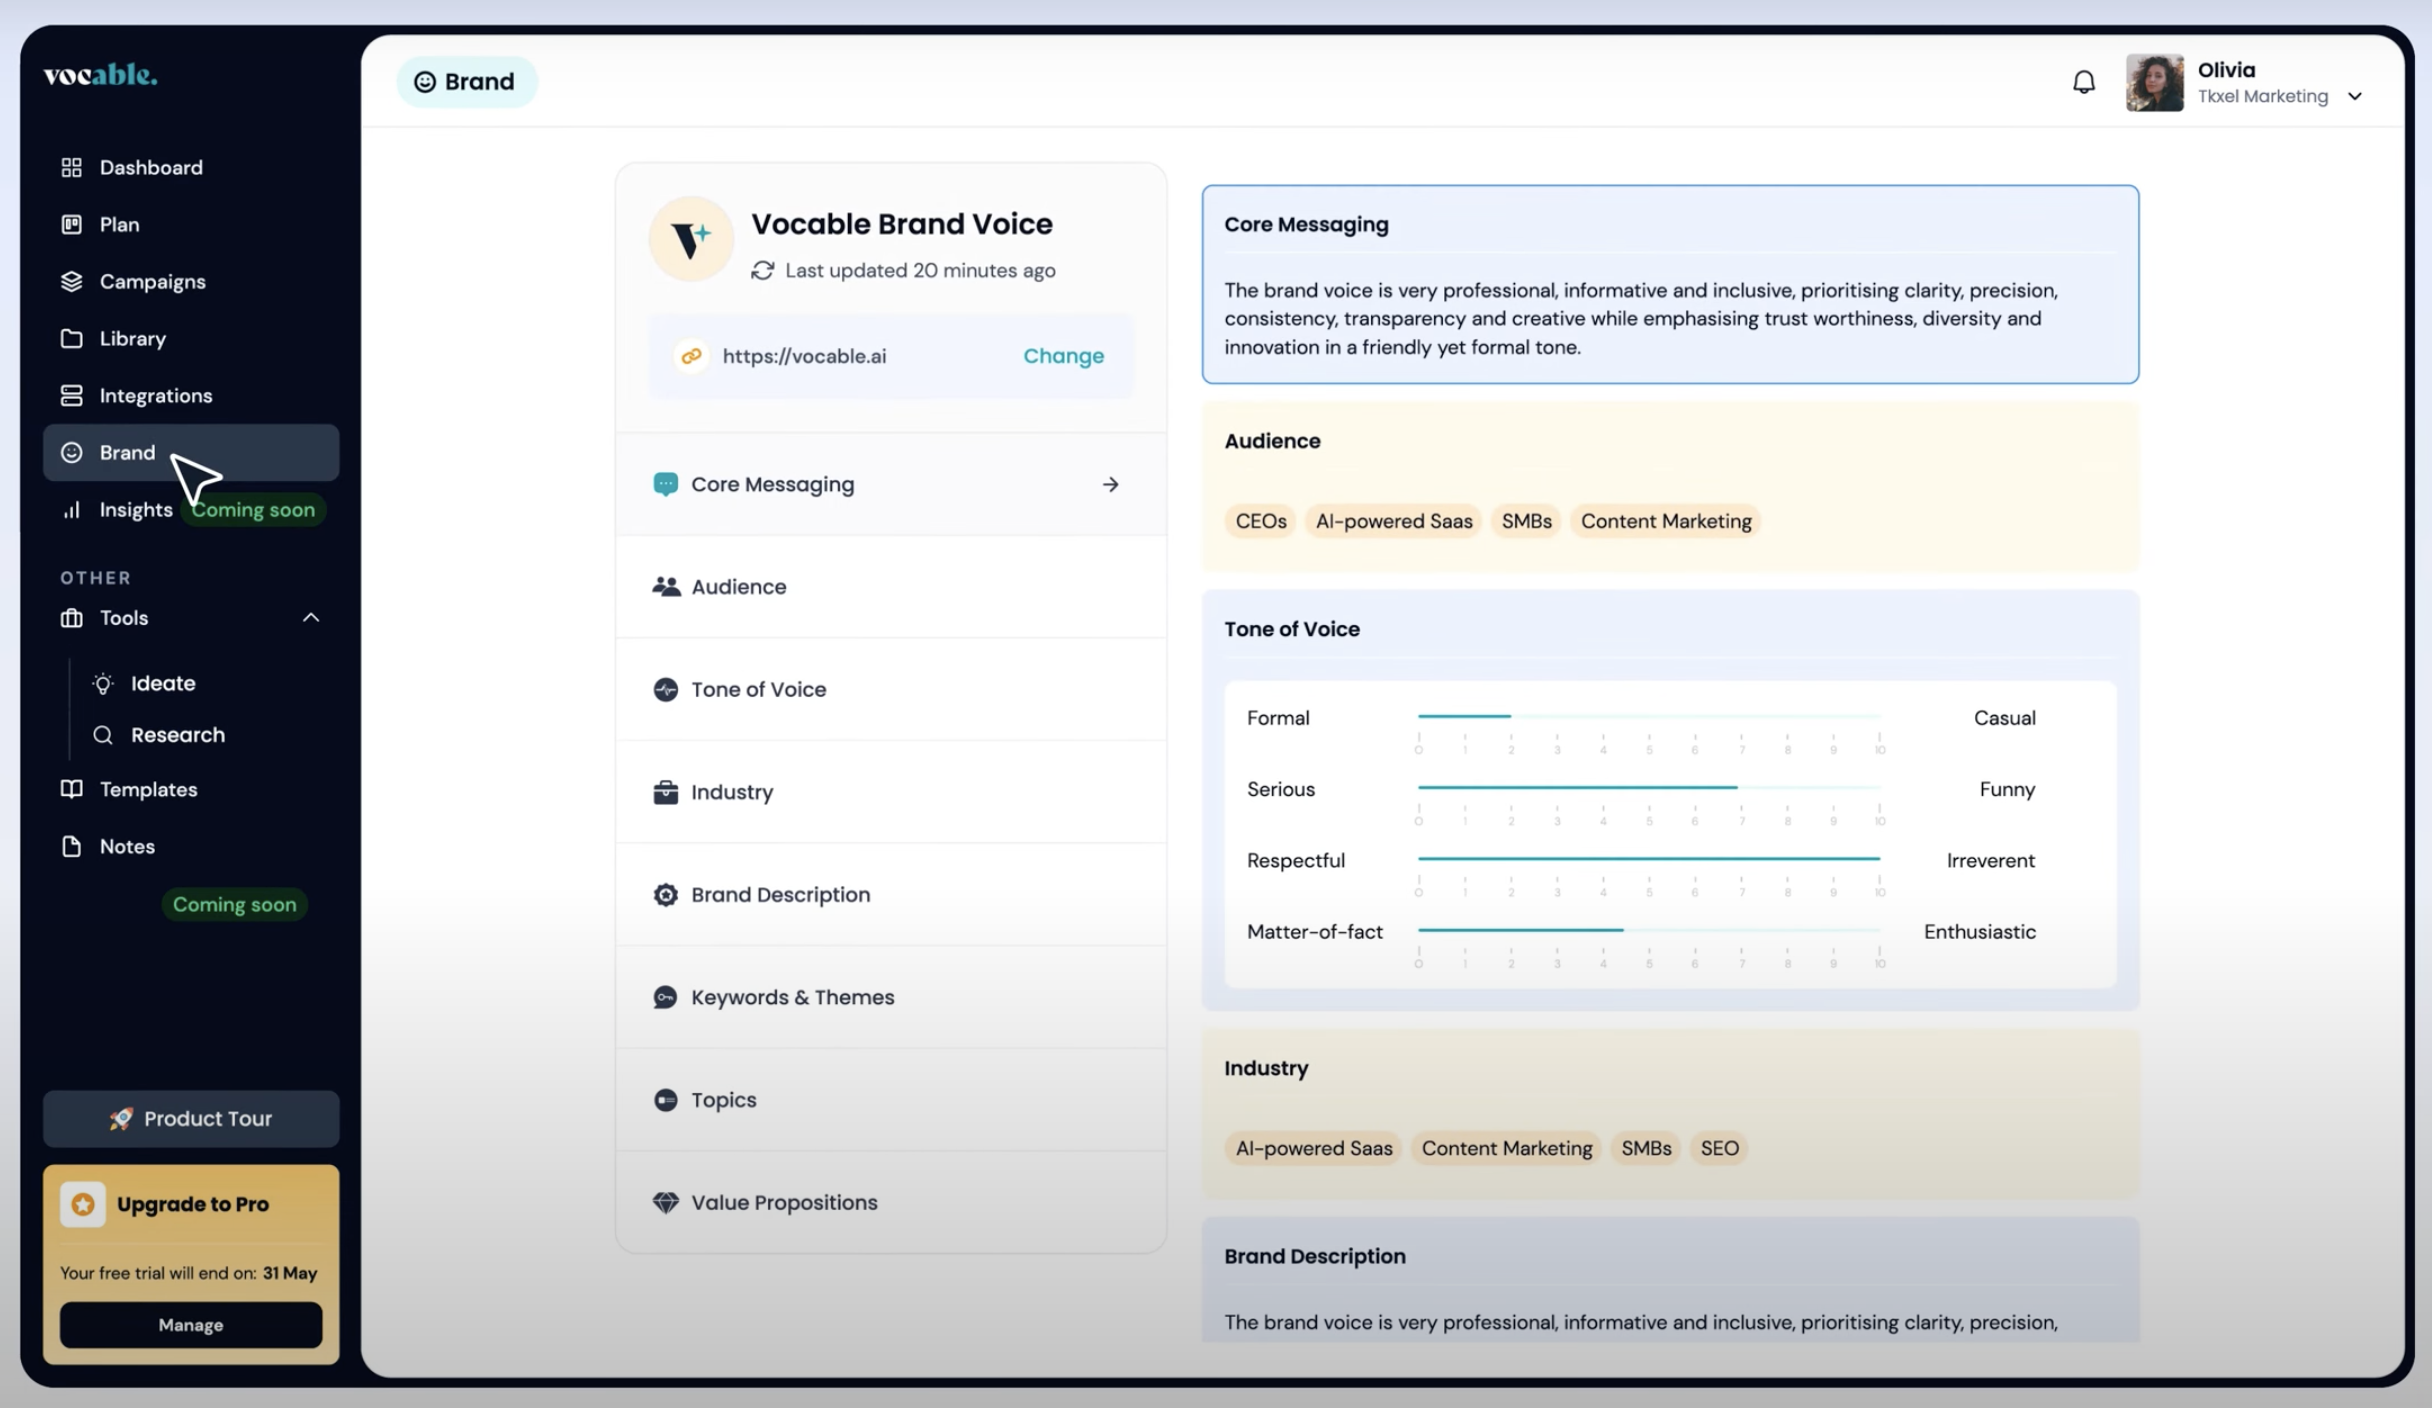 vocable.
Dashboard
Plan
Campaigns
Library
Integrations
Brand
Insights Coming soon
OTHER
Tools
Ideate
Research
Templates
Notes
Coming soon
🚀 Product Tour
Upgrade to Pro
Your free trial will end on: 31 May
Manage
Brand
Olivia
Tkxel Marketing
Vocable Brand Voice
Last updated 20 minutes ago
https://vocable.ai Change
Core Messaging
Audience
Tone of Voice
Industry
Brand Description
Keywords & Themes
Topics
Value Propositions
Core Messaging
The brand voice is very professional, informative and inclusive, prioritising clarity, precision,
consistency, transparency and creative while emphasising trust worthiness, diversity and
innovation in a friendly yet formal tone.
Audience
CEOs AI-powered Saas SMBs Content Marketing
Tone of Voice
Formal Casual
0 1 2 3 4 5 6 7 8 9 10
Serious Funny
0 1 2 3 4 5 6 7 8 9 10
Respectful Irreverent
0 1 2 3 4 5 6 7 8 9 10
Matter-of-fact Enthusiastic
0 1 2 3 4 5 6 7 8 9 10
Industry
AI-powered Saas Content Marketing SMBs SEO
Brand Description
The brand voice is very professional, informative and inclusive, prioritising clarity, precision,